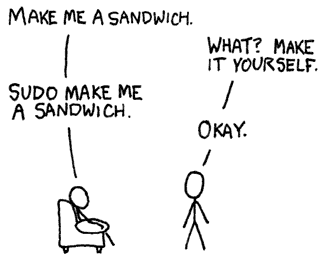 MAKE ME A SANDWICH.
WHAT? MAKE
IT YOURSELF.
SUDO MAKE ME
A SANDWICH.
OKAY.